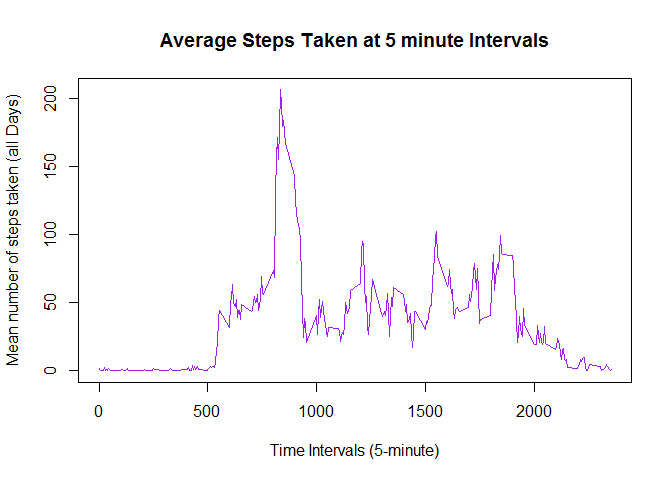 Average Steps Taken at 5 minute Intervals
Mean number of steps taken (all Days)
200
150
100
50
0
0 500 1000 1500 2000
Time Intervals (5-minute)